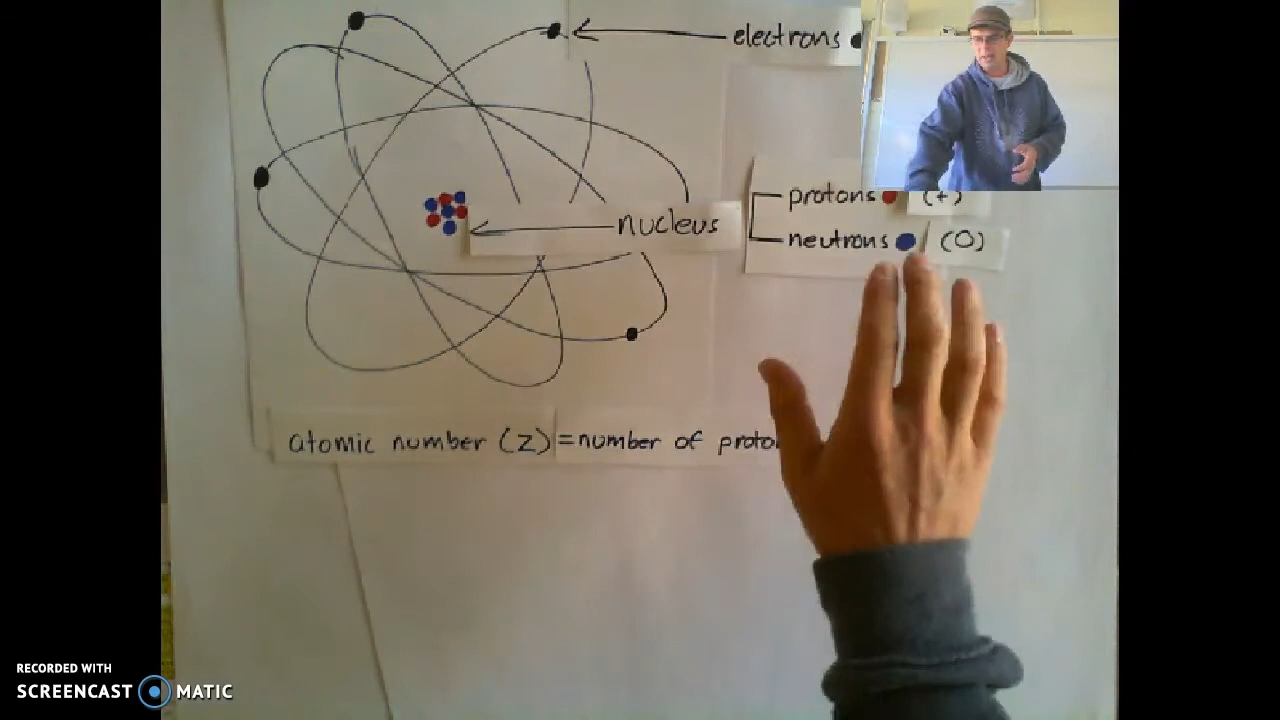 electrons
protons (+)
nucleus
neutrons (0)
atomic number (Z) = number of proto
RECORDED WITH
SCREENCAST MATIC